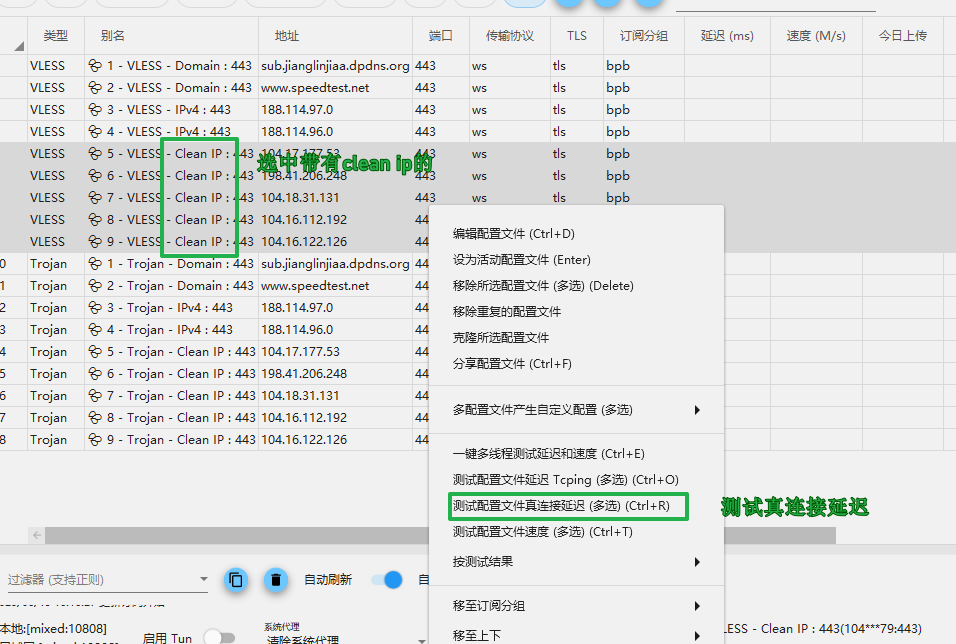 类型 别名 地址 端口 传输协议 TLS 订阅分组 延迟 (ms) 速度 (M/s) 今日上传
VLESS 1 - VLESS - Domain : 443 sub.jianglinjiaa.dpdns.org 443 ws tls bpb
VLESS 2 - VLESS - Domain : 443 www.speedtest.net 443 ws tls bpb
VLESS 3 - VLESS - IPv4 : 443 188.114.97.0 443 ws tls bpb
VLESS 4 - VLESS - IPv4 : 443 188.114.96.0 443 ws tls bpb
VLESS 5 - VLESS - Clean IP : 443 104.17.177.53 443 ws tls bpb
选中带有clean ip的
VLESS 6 - VLESS - Clean IP : 443 198.41.206.248 443 ws tls bpb
VLESS 7 - VLESS - Clean IP : 443 104.18.31.131 443 ws tls bpb
VLESS 8 - VLESS - Clean IP : 443 104.16.112.192
VLESS 9 - VLESS - Clean IP : 443 104.16.122.126
0 Trojan 1 - Trojan - Domain : 443 sub.jianglinjiaa.dpdns.org 44
1 Trojan 2 - Trojan - Domain : 443 www.speedtest.net 44
2 Trojan 3 - Trojan - IPv4 : 443 188.114.97.0 44
3 Trojan 4 - Trojan - IPv4 : 443 188.114.96.0 44
4 Trojan 5 - Trojan - Clean IP : 443 104.17.177.53 44
5 Trojan 6 - Trojan - Clean IP : 443 198.41.206.248 44
6 Trojan 7 - Trojan - Clean IP : 443 104.18.31.131 44
7 Trojan 8 - Trojan - Clean IP : 443 104.16.112.192 44
8 Trojan 9 - Trojan - Clean IP : 443 104.16.122.126 44
编辑配置文件 (Ctrl+D)
设为活动配置文件 (Enter)
移除所选配置文件 (多选) (Delete)
移除重复的配置文件
克隆所选配置文件
分享配置文件 (Ctrl+F)
多配置文件产生自定义配置 (多选)
一键多线程测试延迟和速度 (Ctrl+E)
测试配置文件延迟 Tcping (多选) (Ctrl+O)
测试配置文件真连接延迟 (多选) (Ctrl+R)
测试真连接延迟
测试配置文件速度 (多选) (Ctrl+T)
按测试结果
移至订阅分组
移至上下
过滤器 (支持正则) 自动刷新 自
本地:[mixed:10808]
启用 Tun
系统代理
清除系统代理
LESS - Clean IP : 443(104***79:443)